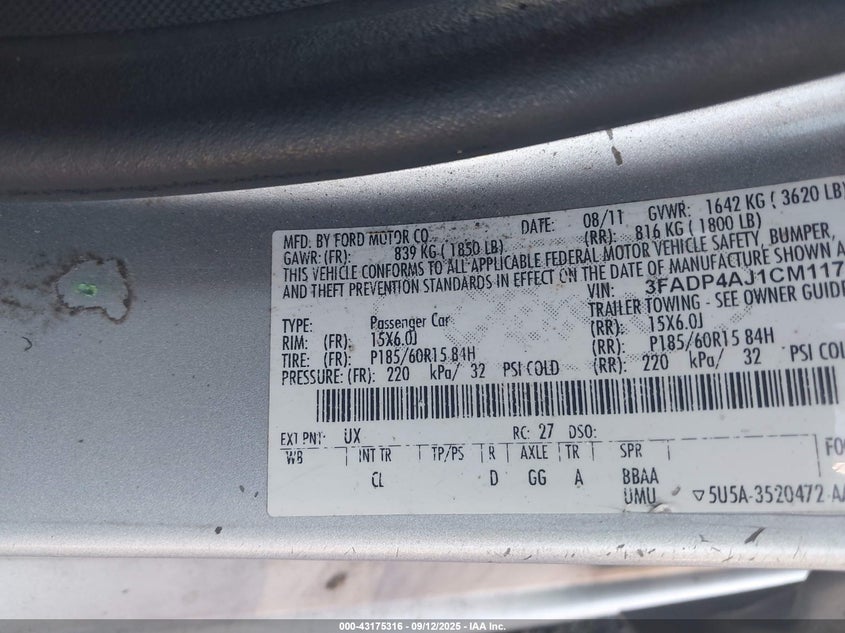 MFD. BY FORD MOTOR CO. DATE: 08/11 GVWR: 1642 KG ( 3620 LB)
GAWR: (FR): 839 KG ( 1850 LB) (RR): 816 KG ( 1800 LB)
THIS VEHICLE CONFORMS TO ALL APPLICABLE FEDERAL MOTOR VEHICLE SAFETY, BUMPER,
AND THEFT PREVENTION STANDARDS IN EFFECT ON THE DATE OF MANUFACTURE SHOWN A
VIN: 3FADP4AJ1CM117
TRAILER TOWING - SEE OWNER GUIDE
TYPE: Passenger Car
RIM: (FR): 15X6.0J (RR): 15X6.0J
TIRE: (FR): P185/60R15 84H (RR): P185/60R15 84H
PRESSURE: (FR): 220 kPa/ 32 PSI COLD (RR): 220 kPa/ 32 PSI COL
EXT PNT: UX RC: 27 DSO:
WB INT TR TP/PS R AXLE TR SPR FO
CL D GG A BBAA
UMU 5U5A-3520472-AA
000-43175316 - 09/12/2025 - IAA Inc.